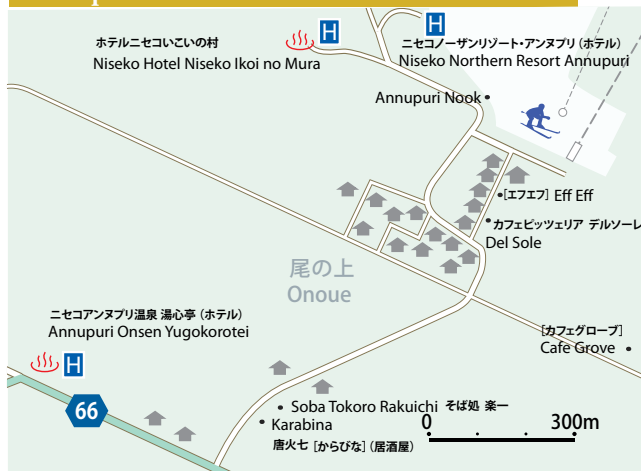 ホテルニセコいこいの村
Niseko Hotel Niseko Ikoi no Mura
H
H
ニセコノーザンリゾート・アンヌプリ(ホテル)
Niseko Northern Resort Annupuri
Annupuri Nook
[エフエフ] Eff Eff
カフェピッツェリア デルソーレ
Del Sole
尾の上
Onoue
ニセコアンヌプリ温泉 湯心亭(ホテル)
Annupuri Onsen Yugokorotei
H
[カフェグローブ]
Cafe Grove
66
Soba Tokoro Rakuichi そば処 楽一
Karabina
唐火七 [からびな](居酒屋)
0 300m